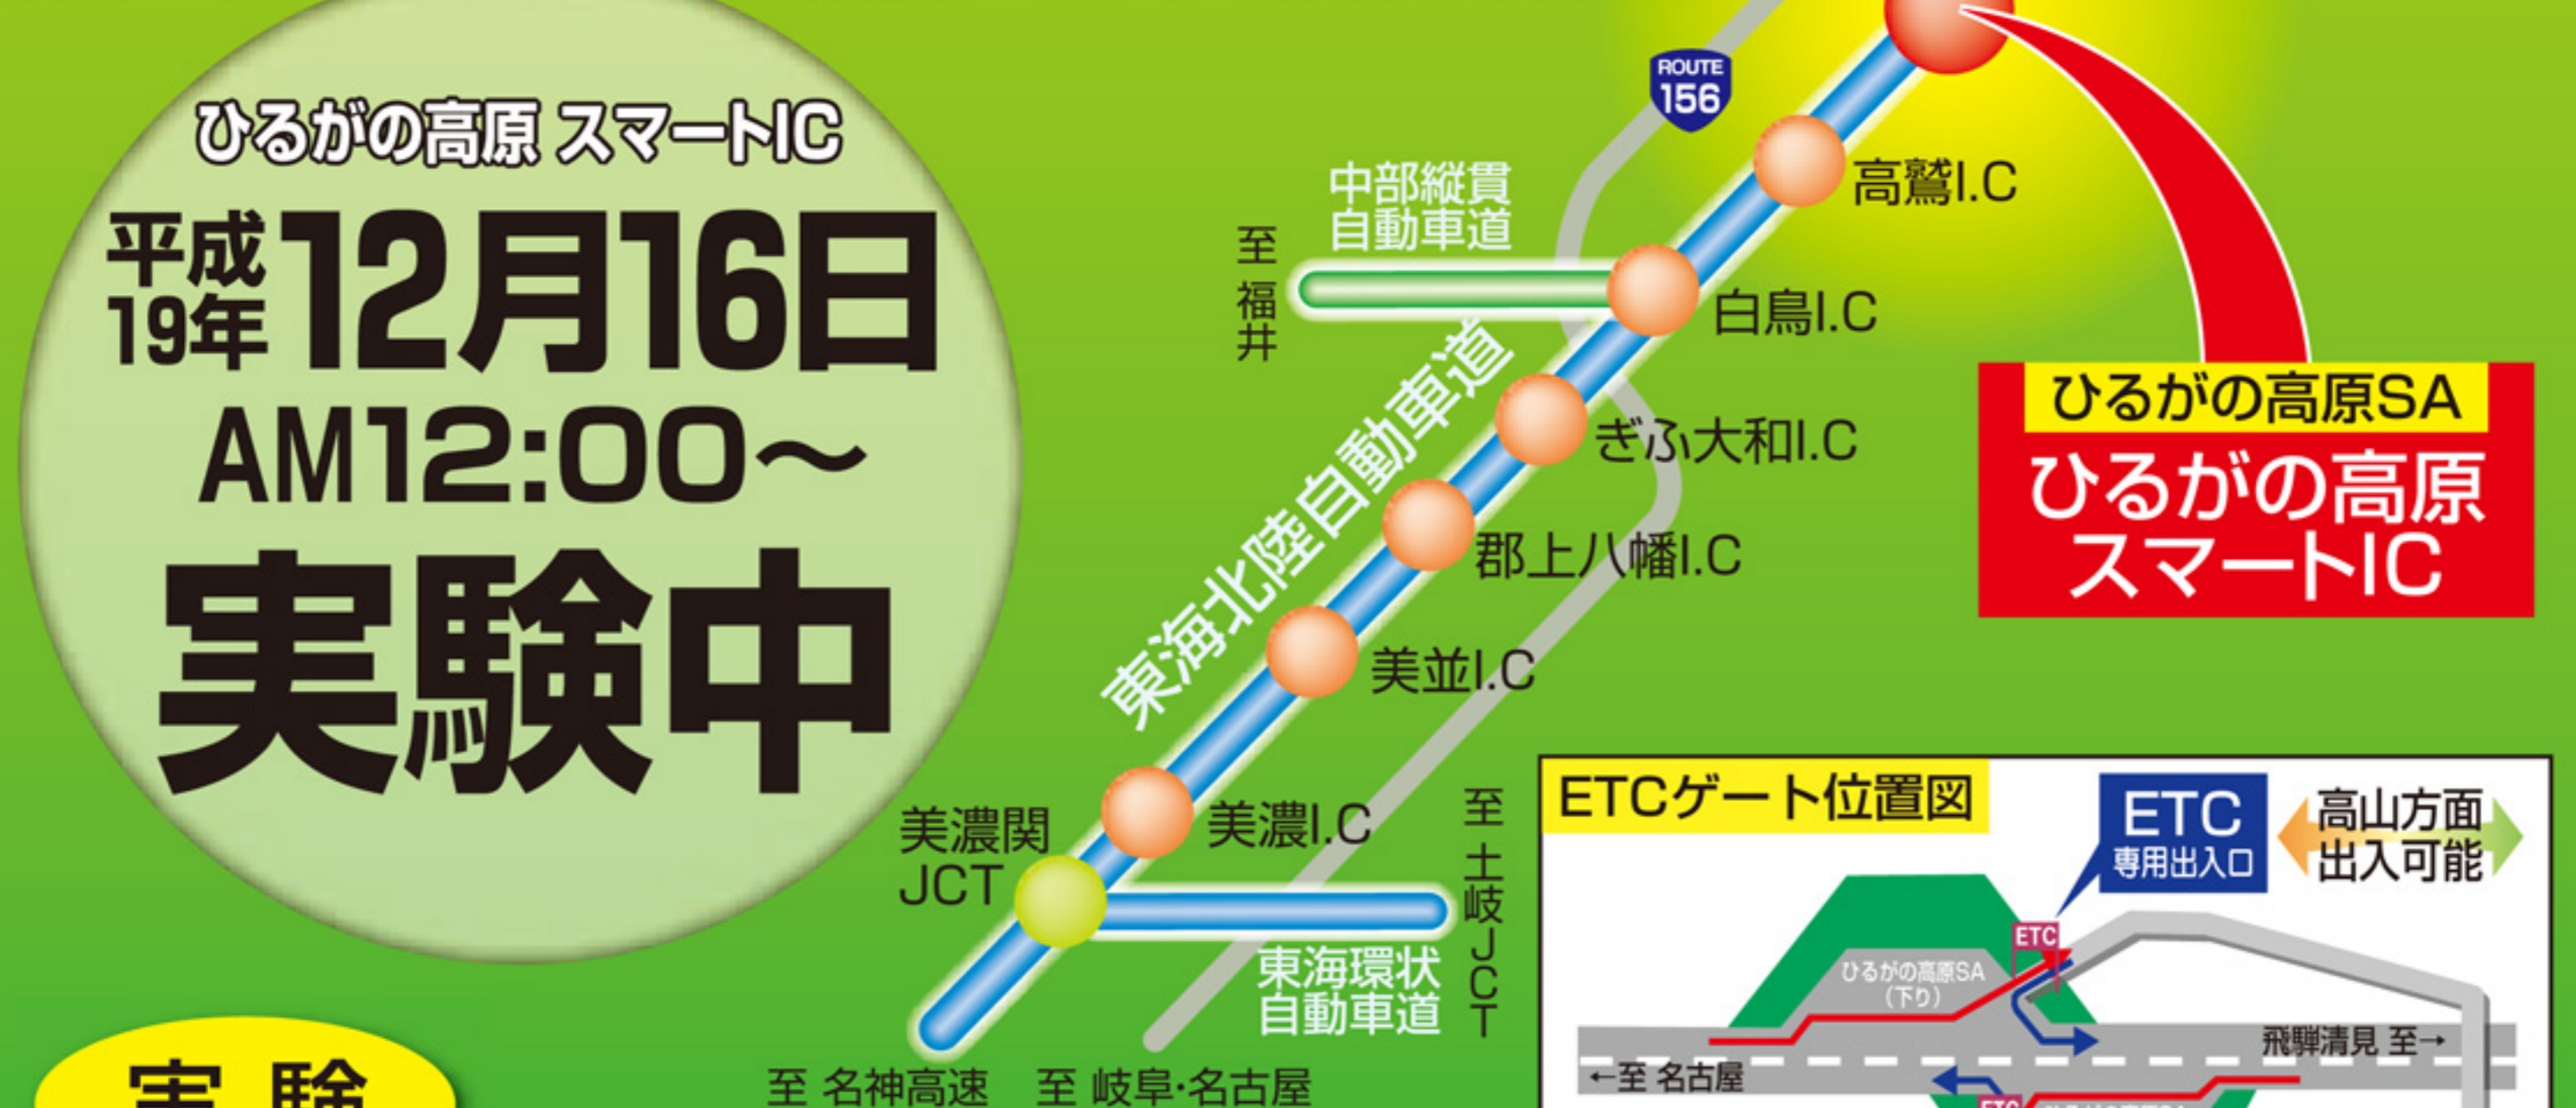 ひるがの高原 スマートIC
平成
19年
12月16日
AM12:00〜
実験中
ROUTE
156
高鷲I.C
中部縦貫
自動車道
至 福井
白鳥I.C
東海北陸自動車道
ぎふ大和I.C
郡上八幡I.C
美並I.C
美濃I.C
美濃関
JCT
至 土岐JCT
東海環状
自動車道
至 名神高速
至 岐阜・名古屋
ひるがの高原SA
ひるがの高原
スマートIC
ETCゲート位置図
ETC
専用出入口
高山方面
出入可能
ETC
ひるがの高原SA
(下り)
飛騨清見 至→
←至 名古屋
ETC
実験